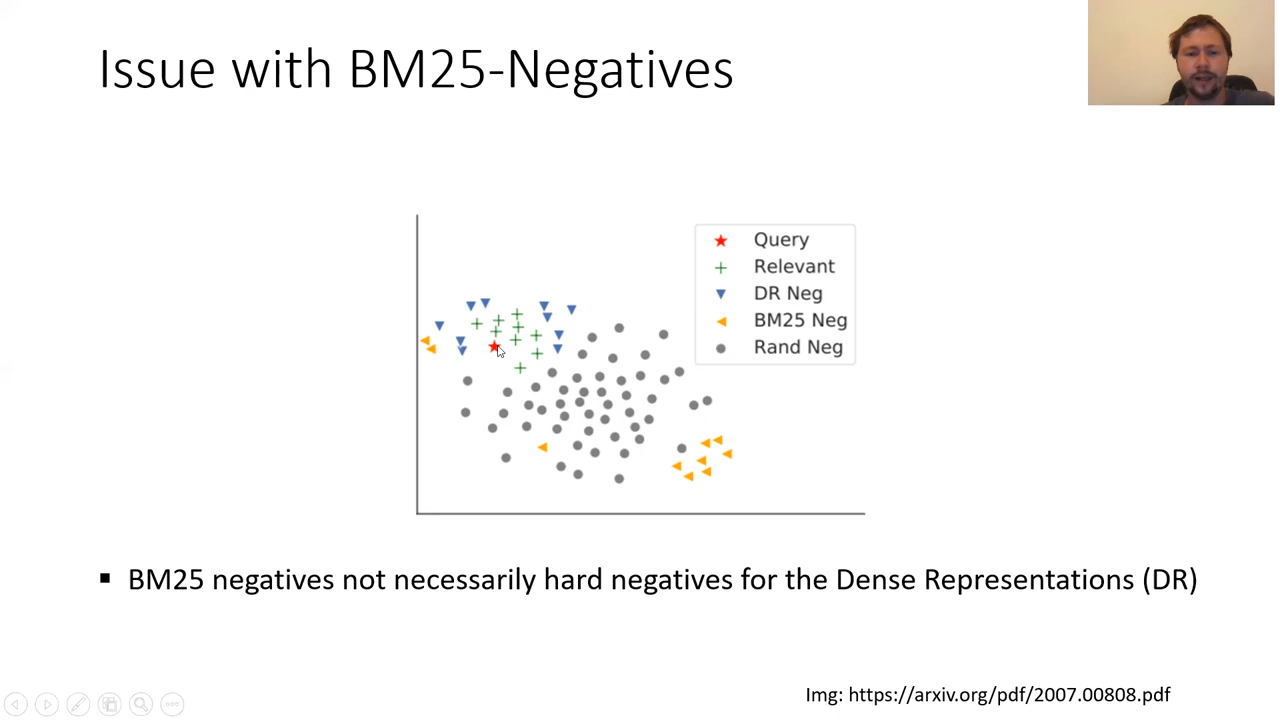 Issue with BM25-Negatives
Query
Relevant
DR Neg
BM25 Neg
Rand Neg
▪ BM25 negatives not necessarily hard negatives for the Dense Representations (DR)
Img: https://arxiv.org/pdf/2007.00808.pdf